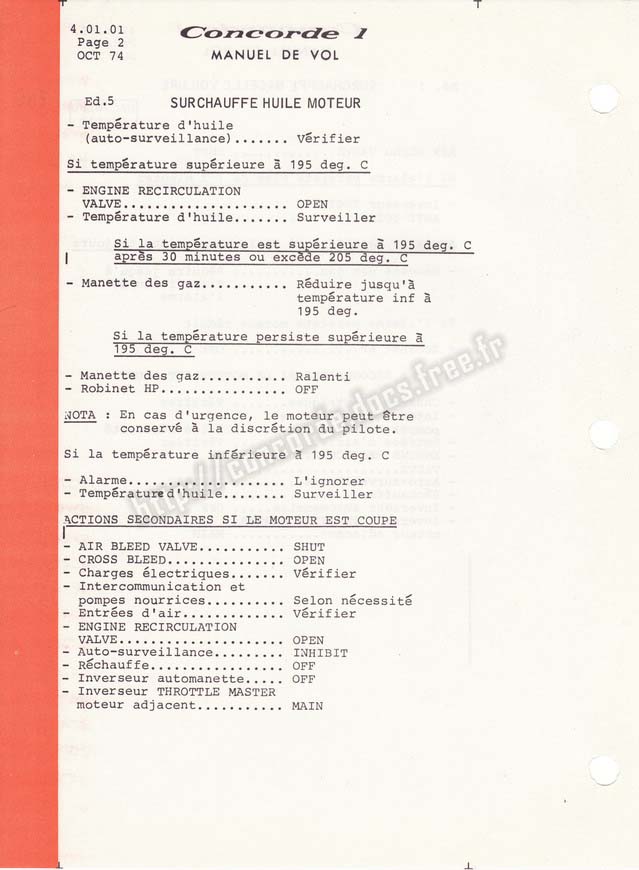 4.01.01
Page 2
OCT 74
Concorde 1
MANUEL DE VOL
Ed.5 SURCHAUFFE HUILE MOTEUR
- Température d'huile
(auto-surveillance)....... Vérifier
Si température supérieure à 195 deg. C
- ENGINE RECIRCULATION
VALVE..................... OPEN
- Température d'huile....... Surveiller
Si la température est supérieure à 195 deg. C
après 30 minutes ou excède 205 deg. C
- Manette des gaz........... Réduire jusqu'à
température inf à
195 deg.
Si la température persiste supérieure à
195 deg. C
- Manette des gaz........... Ralenti
- Robinet HP................ OFF
NOTA : En cas d'urgence, le moteur peut être
conservé à la discrétion du pilote.
Si la température inférieure à 195 deg. C
- Alarme.................... L'ignorer
- Température d'huile........ Surveiller
ACTIONS SECONDAIRES SI LE MOTEUR EST COUPE
- AIR BLEED VALVE........... SHUT
- CROSS BLEED............... OPEN
- Charges électriques....... Vérifier
- Intercommunication et
pompes nourrices.......... Selon nécessité
- Entrées d'air............. Vérifier
- ENGINE RECIRCULATION
VALVE..................... OPEN
- Auto-surveillance......... INHIBIT
- Réchauffe................. OFF
- Inverseur automanette..... OFF
- Inverseur THROTTLE MASTER
moteur adjacent........... MAIN